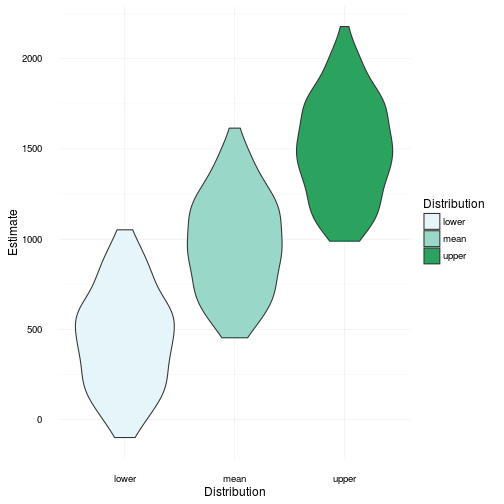 2000
1500
1000
500
0
Estimate
lower mean upper
Distribution
Distribution
lower
mean
upper